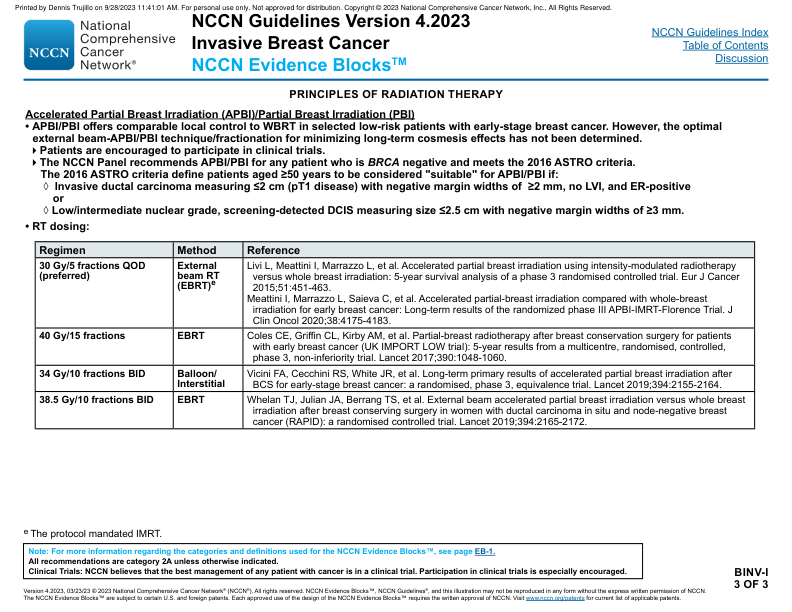 Printed by Dennis Trujillo on 9/28/2023 11:41:01 AM. For personal use only. Not approved for distribution. Copyright © 2023 National Comprehensive Cancer Network, Inc., All Rights Reserved.
NCCN
National
Comprehensive
Cancer
Network®
NCCN Guidelines Version 4.2023
Invasive Breast Cancer
NCCN Evidence Blocks™
NCCN Guidelines Index
Table of Contents
Discussion
PRINCIPLES OF RADIATION THERAPY
Accelerated Partial Breast Irradiation (APBI)/Partial Breast Irradiation (PBI)
• APBI/PBI offers comparable local control to WBRT in selected low-risk patients with early-stage breast cancer. However, the optimal
external beam-APBI/PBI technique/fractionation for minimizing long-term cosmesis effects has not been determined.
Patients are encouraged to participate in clinical trials.
The NCCN Panel recommends APBI/PBI for any patient who is BRCA negative and meets the 2016 ASTRO criteria.
The 2016 ASTRO criteria define patients aged ≥50 years to be considered "suitable" for APBI/PBI if:
◊ Invasive ductal carcinoma measuring ≤2 cm (pT1 disease) with negative margin widths of ≥2 mm, no LVI, and ER-positive
or
◊ Low/intermediate nuclear grade, screening-detected DCIS measuring size ≤2.5 cm with negative margin widths of ≥3 mm.
• RT dosing:
Regimen Method Reference
30 Gy/5 fractions QOD
(preferred)
External
beam RT
(EBRT)e
Livi L, Meattini I, Marrazzo L, et al. Accelerated partial breast irradiation using intensity-modulated radiotherapy
versus whole breast irradiation: 5-year survival analysis of a phase 3 randomised controlled trial. Eur J Cancer
2015;51:451-463.
Meattini I, Marrazzo L, Saieva C, et al. Accelerated partial-breast irradiation compared with whole-breast
irradiation for early breast cancer: Long-term results of the randomized phase III APBI-IMRT-Florence Trial. J
Clin Oncol 2020;38:4175-4183.
40 Gy/15 fractions
EBRT
Coles CE, Griffin CL, Kirby AM, et al. Partial-breast radiotherapy after breast conservation surgery for patients
with early breast cancer (UK IMPORT LOW trial): 5-year results from a multicentre, randomised, controlled,
phase 3, non-inferiority trial. Lancet 2017;390:1048-1060.
34 Gy/10 fractions BID
Balloon/
Interstitial
Vicini FA, Cecchini RS, White JR, et al. Long-term primary results of accelerated partial breast irradiation after
BCS for early-stage breast cancer: a randomised, phase 3, equivalence trial. Lancet 2019;394:2155-2164.
38.5 Gy/10 fractions BID
EBRT
Whelan TJ, Julian JA, Berrang TS, et al. External beam accelerated partial breast irradiation versus whole breast
irradiation after breast conserving surgery in women with ductal carcinoma in situ and node-negative breast
cancer (RAPID): a randomised controlled trial. Lancet 2019;394:2165-2172.
e The protocol mandated IMRT.
Note: For more information regarding the categories and definitions used for the NCCN Evidence Blocks™, see page EB-1.
All recommendations are category 2A unless otherwise indicated.
Clinical Trials: NCCN believes that the best management of any patient with cancer is in a clinical trial. Participation in clinical trials is especially encouraged.
BINV-I
3 OF 3
Version 4.2023, 03/23/23 © 2023 National Comprehensive Cancer Network® (NCCN®), All rights reserved. NCCN Evidence Blocks™, NCCN Guidelines®, and this illustration may not be reproduced in any form without the express written permission of NCCN.
The NCCN Evidence Blocks™ are subject to certain U.S. and foreign patents. Each approved use of the design of the NCCN Evidence Blocks™ requires the written approval of NCCN. Visit www.nccn.org/patents for current list of applicable patents.